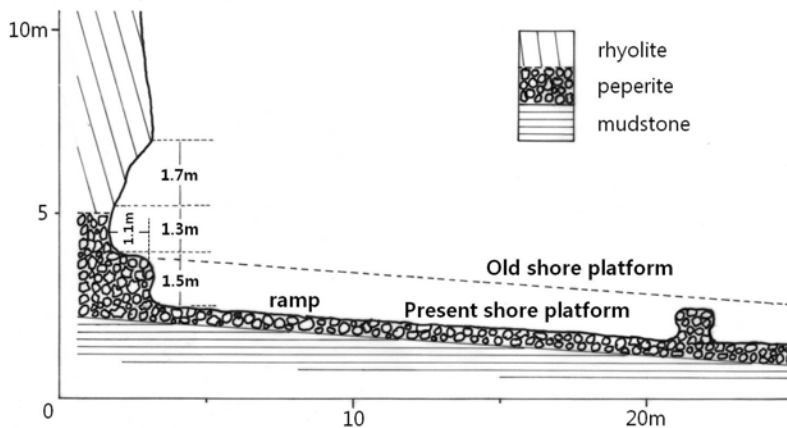 10m
rhyolite
peperite
mudstone
1.7m
5
1.1m
1.3m
1.5m
Old shore platform
ramp
Present shore platform
0
10
20m